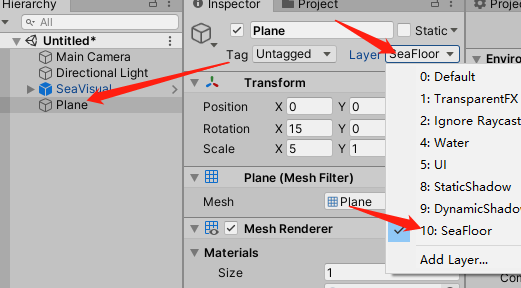 Hierarchy
Inspector
Project
All
Plane
Static
Untitled*
Main Camera
Directional Light
SeaVisual
Plane
Tag Untagged
Layer SeaFloor
0: Default
1: TransparentFX
2: Ignore Raycast
4: Water
5: UI
8: StaticShadow
9: DynamicShadow
10: SeaFloor
Add Layer...
Transform
Position X 0 Y 0
Rotation X 15 Y 0
Scale X 5 Y 1
Plane (Mesh Filter)
Mesh Plane
Mesh Renderer
Materials
Size 1